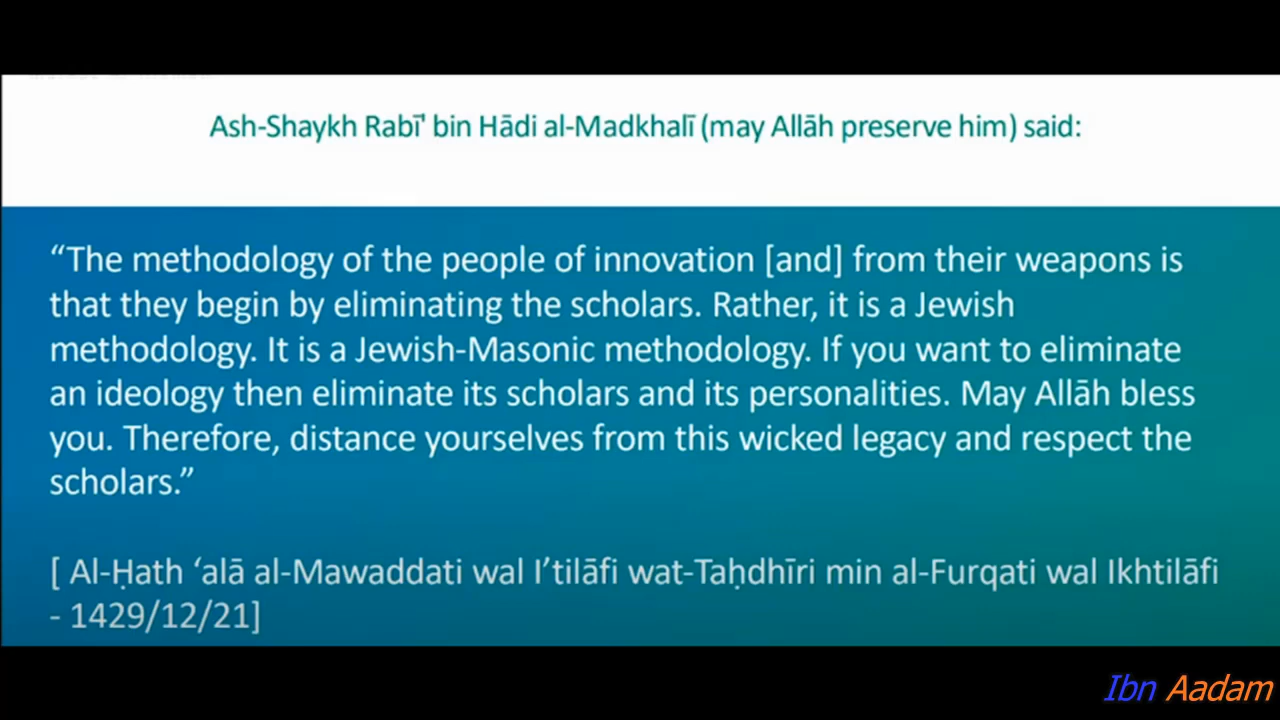 Ash-Shaykh Rabī' bin Hādi al-Madkhalī (may Allāh preserve him) said:
“The methodology of the people of innovation [and] from their weapons is
that they begin by eliminating the scholars. Rather, it is a Jewish
methodology. It is a Jewish-Masonic methodology. If you want to eliminate
an ideology then eliminate its scholars and its personalities. May Allāh bless
you. Therefore, distance yourselves from this wicked legacy and respect the
scholars.”
[ Al-Ḥath ‘alā al-Mawaddati wal I’tilāfi wat-Taḥdhīri min al-Furqati wal Ikhtilāfi
- 1429/12/21]
Ibn Aadam